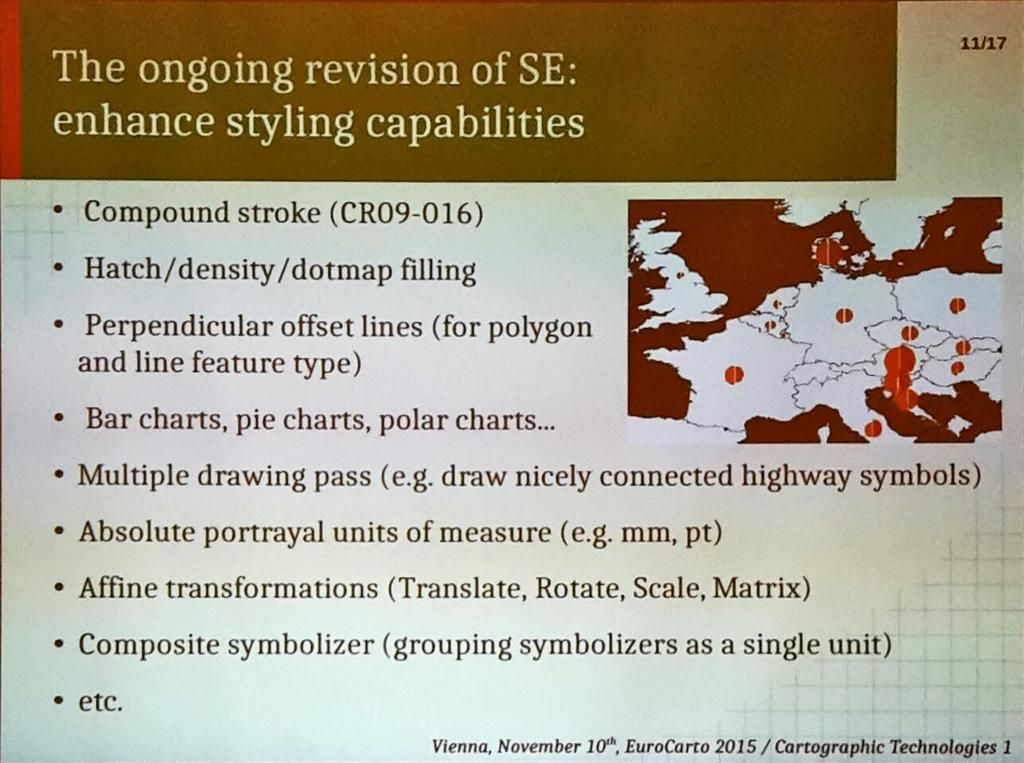 11/17
The ongoing revision of SE:
enhance styling capabilities
• Compound stroke (CR09-016)
• Hatch/density/dotmap filling
• Perpendicular offset lines (for polygon
and line feature type)
• Bar charts, pie charts, polar charts...
• Multiple drawing pass (e.g. draw nicely connected highway symbols)
• Absolute portrayal units of measure (e.g. mm, pt)
• Affine transformations (Translate, Rotate, Scale, Matrix)
• Composite symbolizer (grouping symbolizers as a single unit)
• etc.
Vienna, November 10th, EuroCarto 2015 / Cartographic Technologies 1